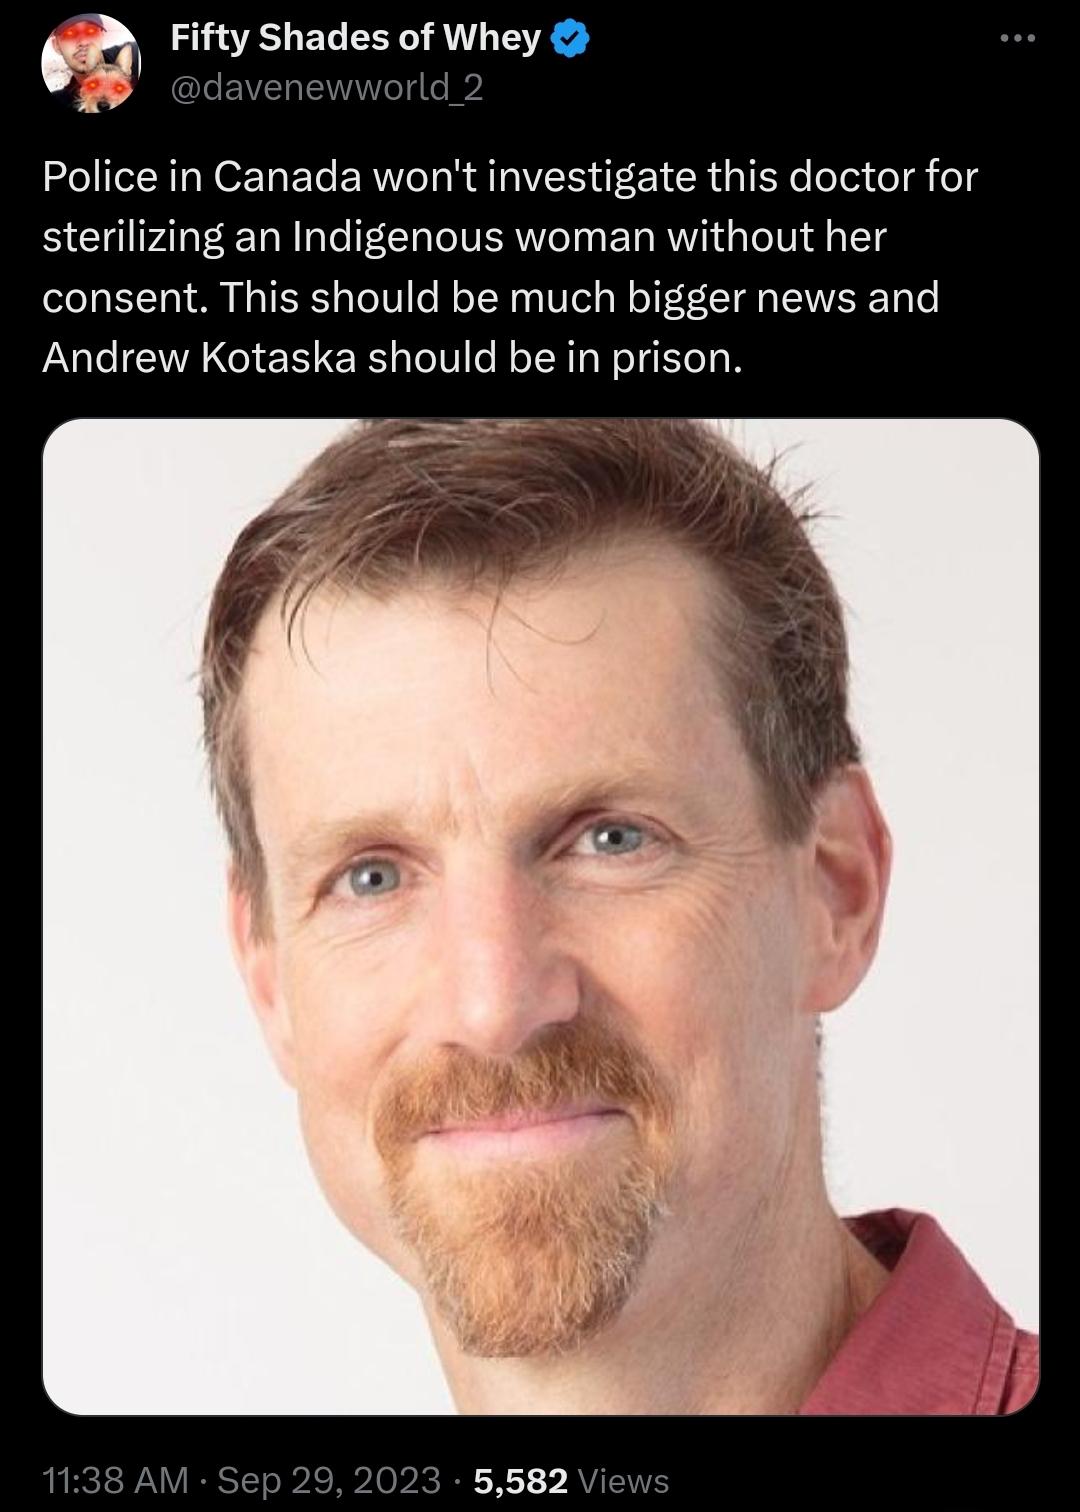 Fifty Shades of Whey
@davenewworld_2
Police in Canada won't investigate this doctor for
sterilizing an Indigenous woman without her
consent. This should be much bigger news and
Andrew Kotaska should be in prison.
11:38 AM · Sep 29, 2023 · 5,582 Views